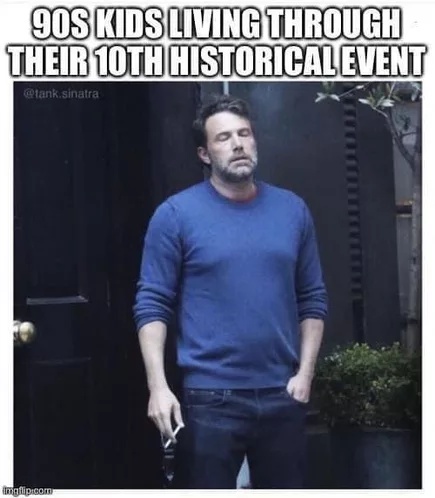 90S KIDS LIVING THROUGH
THEIR 10TH HISTORICAL EVENT
@tank.sinatra
imgflip.com